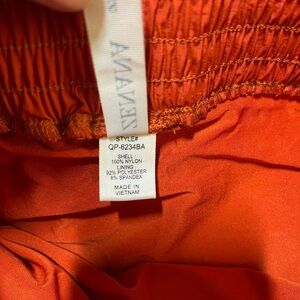 ZENANA
STYLE#
QP-6234BA
SHELL
100% NYLON
LINING
92% POLYESTER
8% SPANDEX
MADE IN
VIETNAM